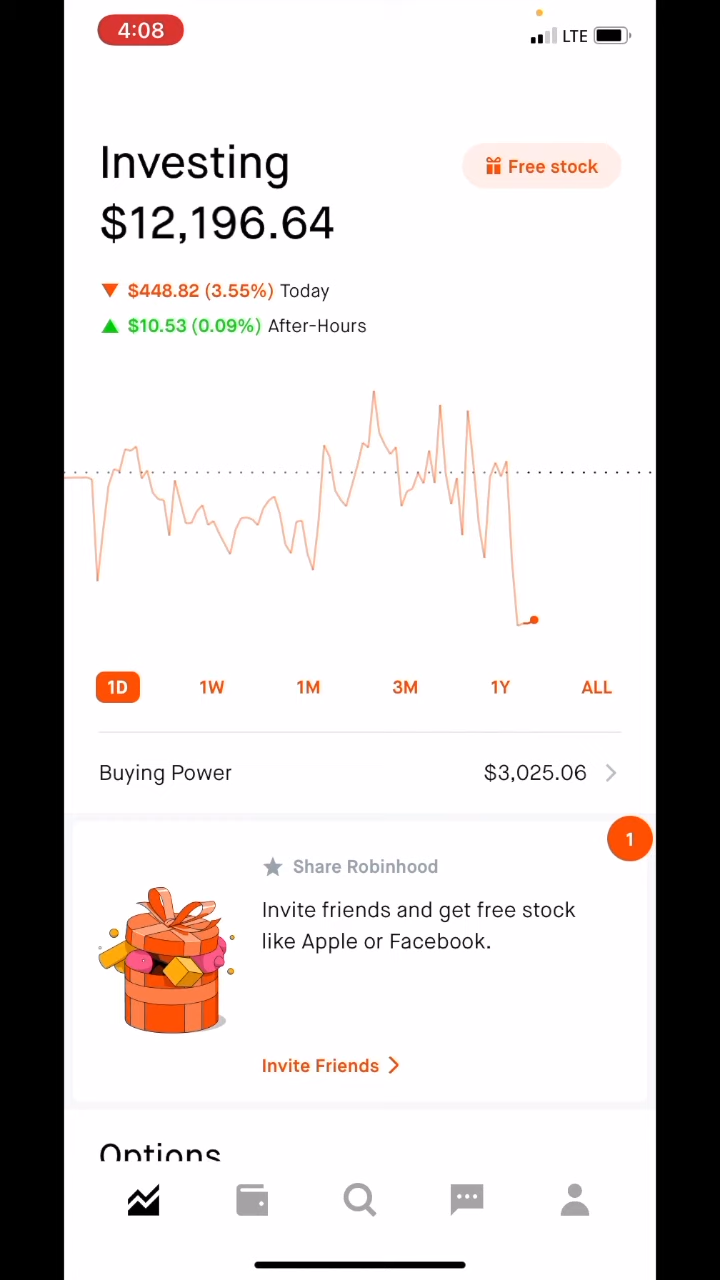 4:08
LTE
Investing
Free stock
$12,196.64
$448.82 (3.55%) Today
$10.53 (0.09%) After-Hours
1D 1W 1M 3M 1Y ALL
Buying Power $3,025.06
1
Share Robinhood
Invite friends and get free stock
like Apple or Facebook.
Invite Friends
Options